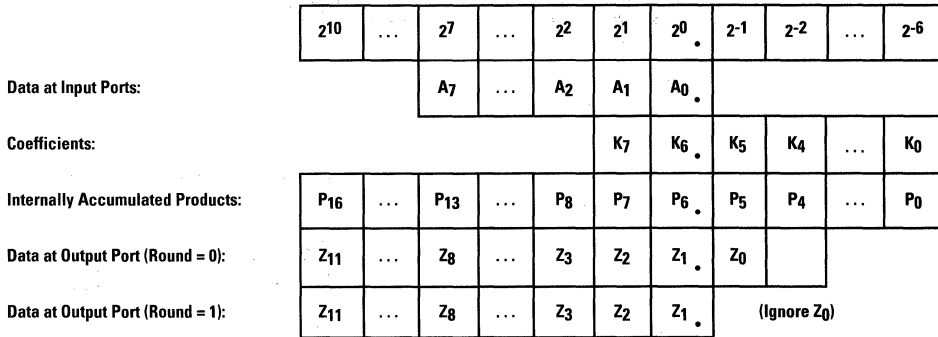 2¹⁰ ... 2⁷ ... 2² 2¹ 2⁰. 2⁻¹ 2⁻² ... 2⁻⁶
Data at Input Ports: A₇ ... A₂ A₁ A₀.
Coefficients: K₇ K₆. K₅ K₄ ... K₀
Internally Accumulated Products: P₁₆ ... P₁₃ ... P₈ P₇ P₆. P₅ P₄ ... P₀
Data at Output Port (Round = 0): Z₁₁ ... Z₈ ... Z₃ Z₂ Z₁. Z₀
Data at Output Port (Round = 1): Z₁₁ ... Z₈ ... Z₃ Z₂ Z₁. (Ignore Z₀)